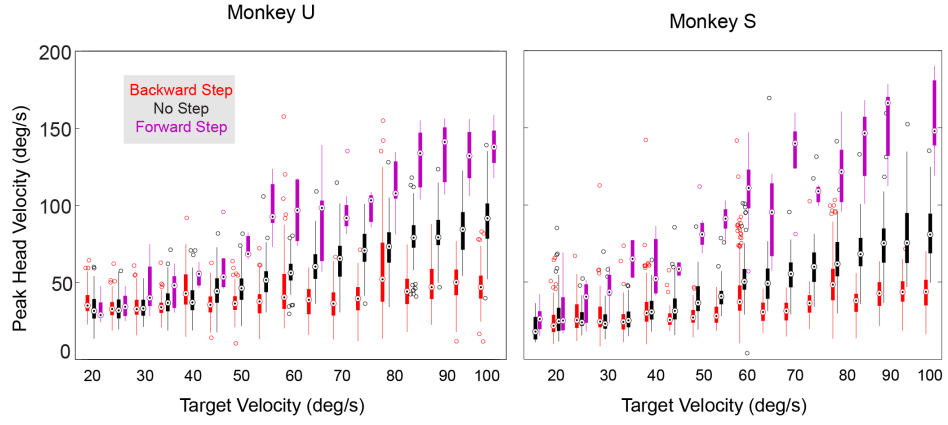 Monkey U
Monkey S
200
150
100
50
0
Peak Head Velocity (deg/s)
Backward Step
No Step
Forward Step
20 30 40 50 60 70 80 90 100
20 30 40 50 60 70 80 90 100
Target Velocity (deg/s)
Target Velocity (deg/s)